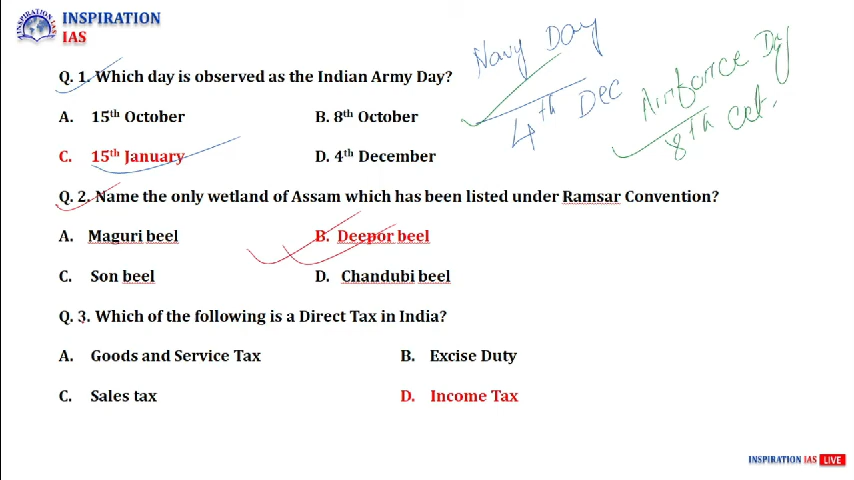 INSPIRATION IAS
INSPIRATION
IAS
Navy Day
4th Dec
Airforce Day
8th Oct.
Q. 1. Which day is observed as the Indian Army Day?
A. 15th October B. 8th October
C. 15th January D. 4th December
Q. 2. Name the only wetland of Assam which has been listed under Ramsar Convention?
A. Maguri beel B. Deepor beel
C. Son beel D. Chandubi beel
Q. 3. Which of the following is a Direct Tax in India?
A. Goods and Service Tax B. Excise Duty
C. Sales tax D. Income Tax
INSPIRATION IAS LIVE